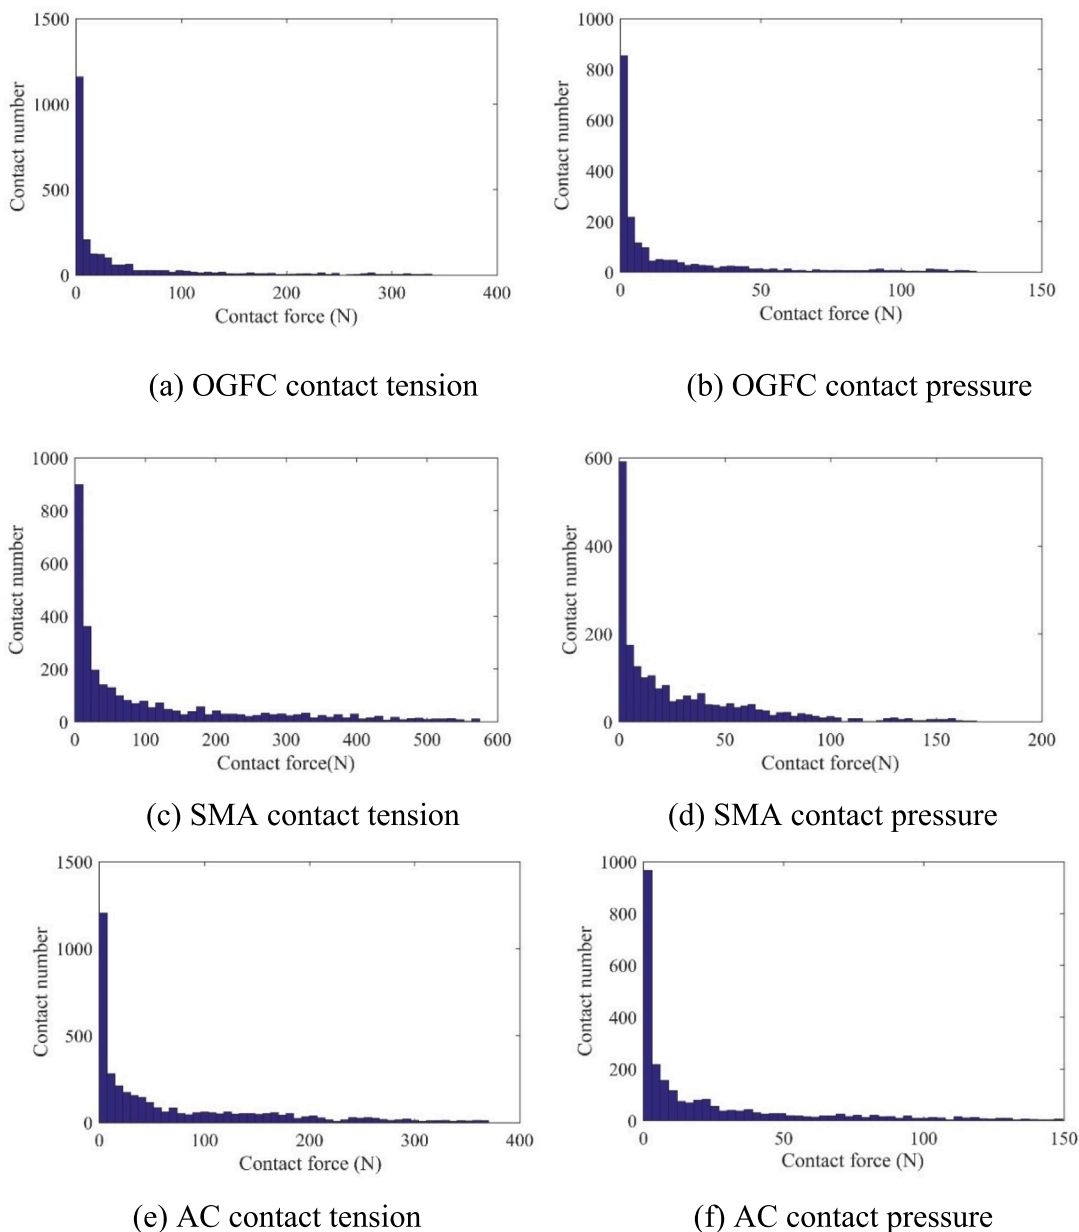 1500
1000
500
0
Contact number
0 100 200 300 400
Contact force (N)
(a) OGFC contact tension
1000
800
600
400
200
0
Contact number
0 50 100 150
Contact force (N)
(b) OGFC contact pressure
1000
800
600
400
200
0
Contact number
0 100 200 300 400 500 600
Contact force(N)
(c) SMA contact tension
600
400
200
0
Contact number
0 50 100 150 200
Contact force(N)
(d) SMA contact pressure
1500
1000
500
0
Contact number
0 100 200 300 400
Contact force (N)
(e) AC contact tension
1000
800
600
400
200
0
Contact number
0 50 100 150
Contact force (N)
(f) AC contact pressure